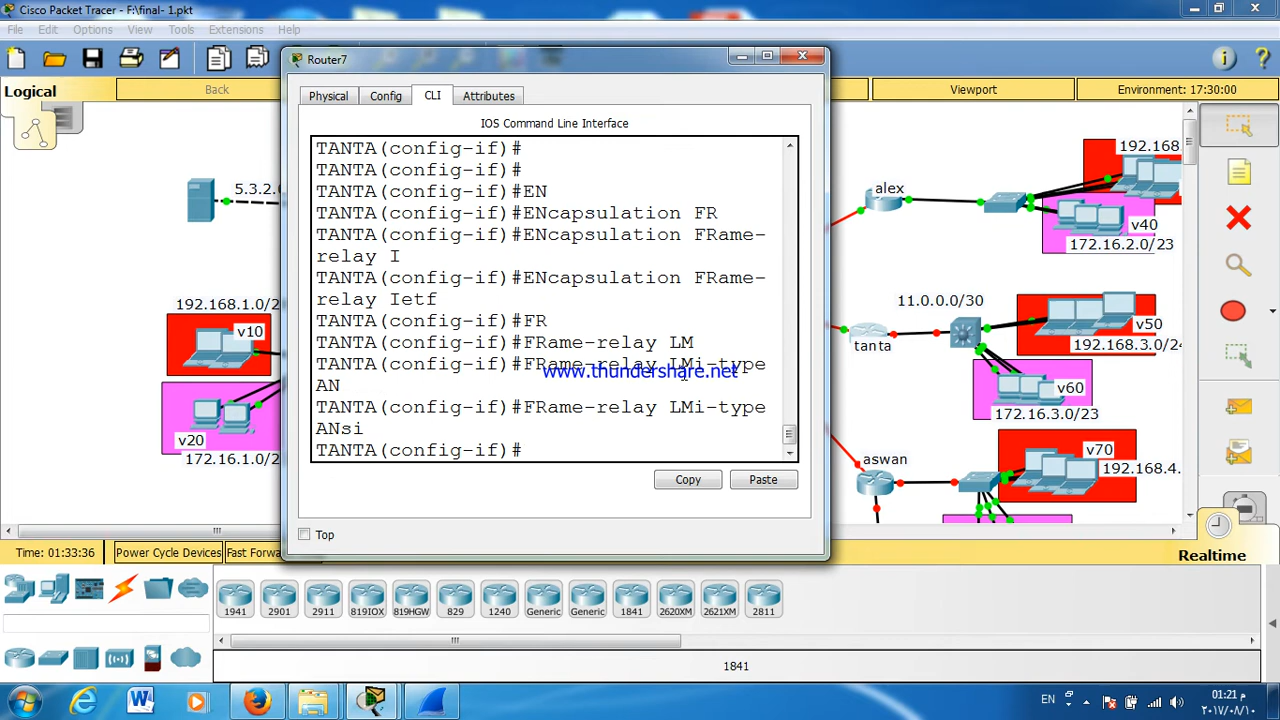 Cisco Packet Tracer - F:\final- 1.pkt
File Edit Options View Tools Extensions Help
Logical
Back
Viewport
Environment: 17:30:00
Router7
Physical Config CLI Attributes
IOS Command Line Interface
TANTA(config-if)#
TANTA(config-if)#
TANTA(config-if)#EN
TANTA(config-if)#ENcapsulation FR
TANTA(config-if)#ENcapsulation FRame-
relay I
TANTA(config-if)#ENcapsulation FRame-
relay Ietf
TANTA(config-if)#FR
TANTA(config-if)#FRame-relay LM
TANTA(config-if)#FRame-relay LMi-type
AN
TANTA(config-if)#FRame-relay LMi-type
ANsi
TANTA(config-if)#
www.thundershare.net
Copy Paste
Top
5.3.2.0
192.168.1.0/2
v10
v20
172.16.1.0/2
alex
192.168
v40
172.16.2.0/23
11.0.0.0/30
tanta
v50
192.168.3.0/24
v60
172.16.3.0/23
aswan
v70
192.168.4.
Time: 01:33:36 Power Cycle Devices Fast Forwa
Realtime
1941 2901 2911 819IOX 819HGW 829 1240 Generic Generic 1841 2620XM 2621XM 2811
1841
EN
01:21 م
٢٠١٧/٠٨/١٠